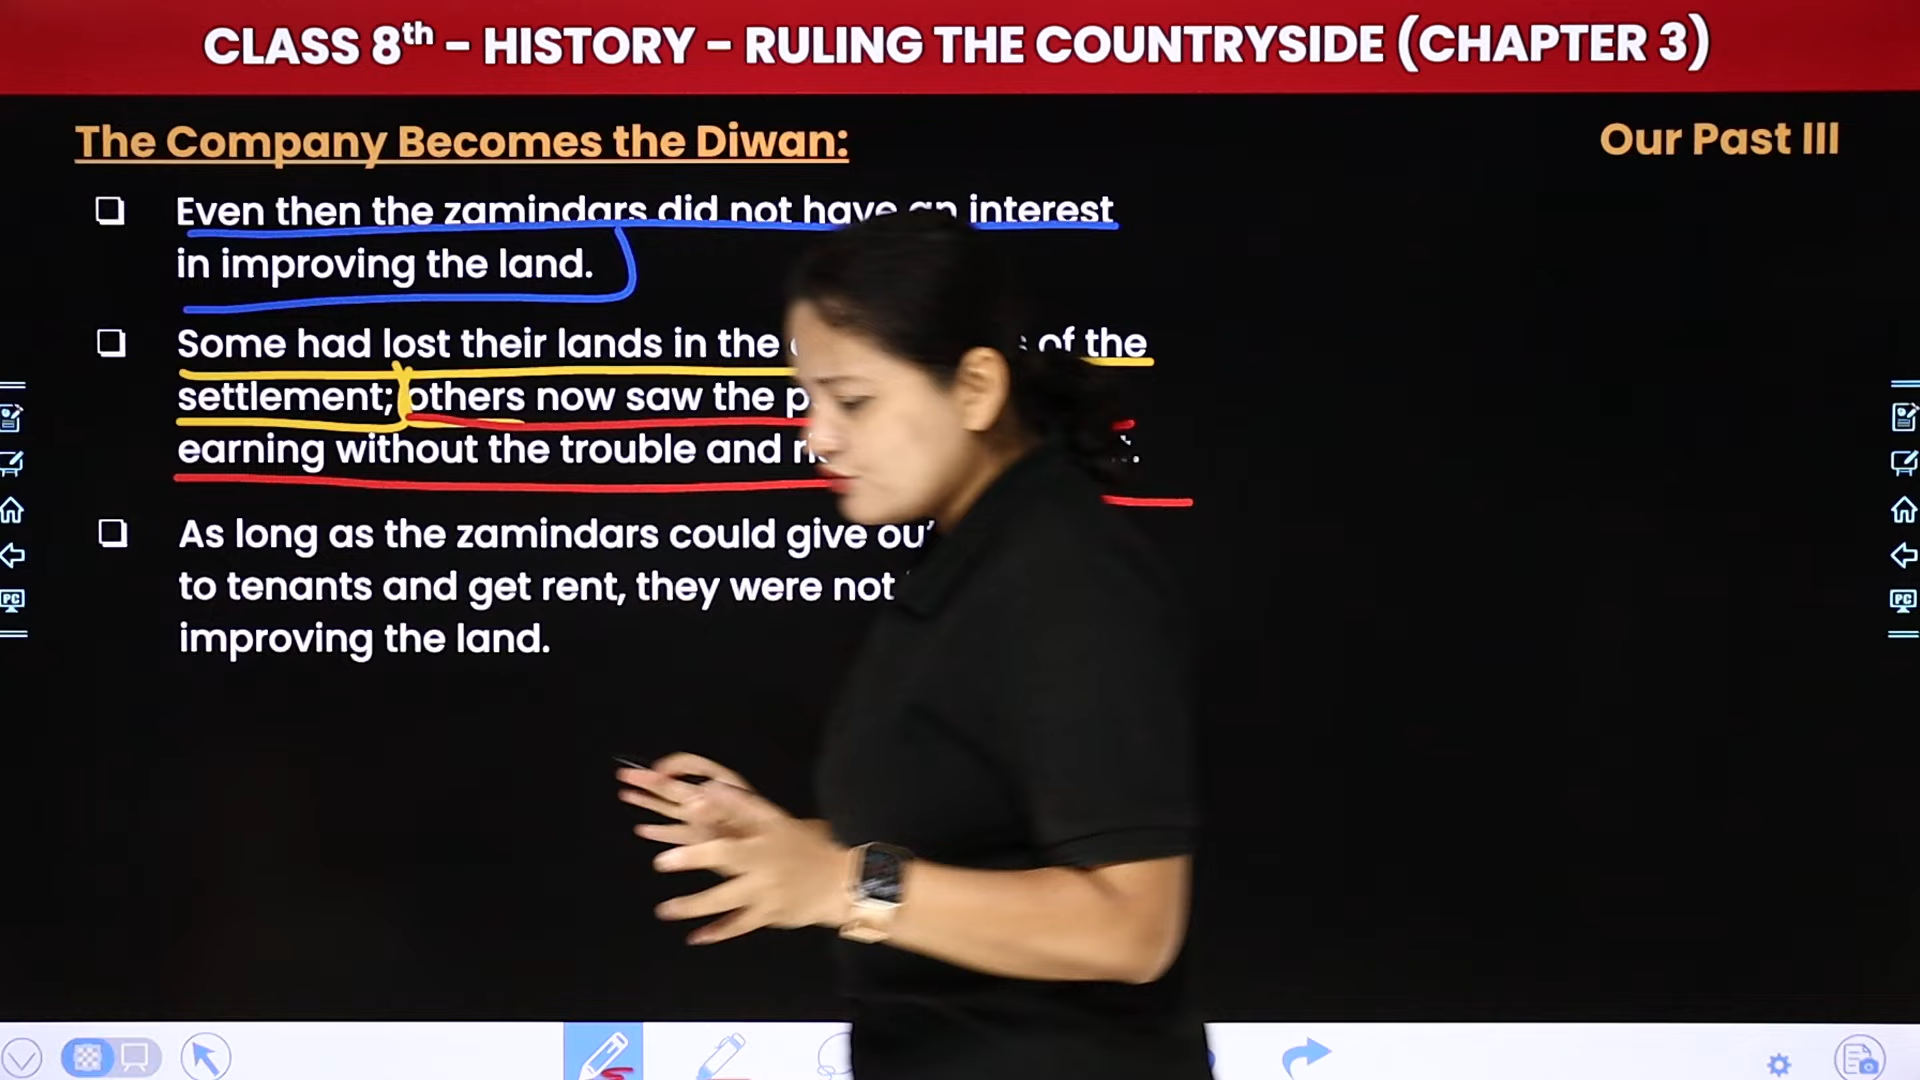 CLASS 8th – HISTORY – RULING THE COUNTRYSIDE (CHAPTER 3)
The Company Becomes the Diwan:
Our Past III
Even then the zamindars did not have an interest
in improving the land.
Some had lost their lands in the of the
settlement; others now saw the
earning without the trouble and
As long as the zamindars could give
to tenants and get rent, they were not
improving the land.
PC
PC